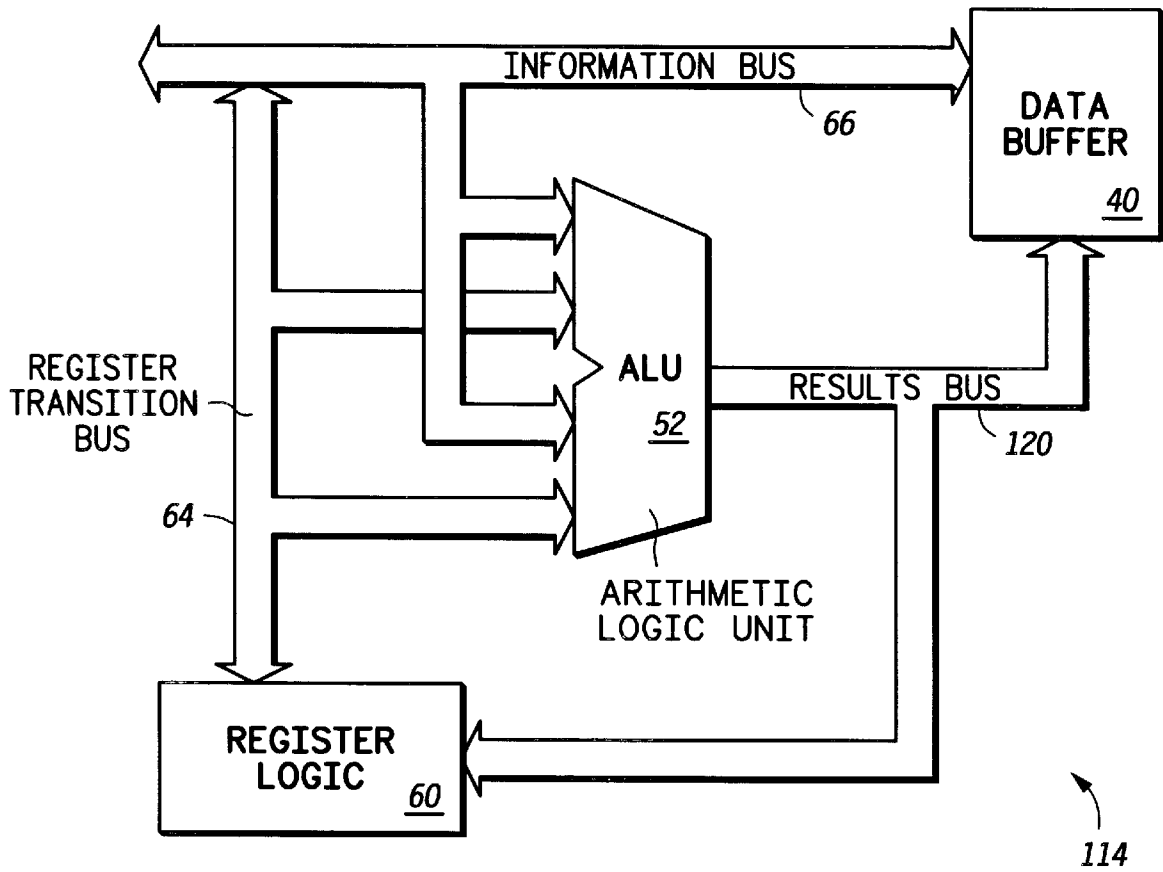 INFORMATION BUS
66
DATA
BUFFER
40
REGISTER
TRANSITION
BUS
64
ALU
52
RESULTS BUS
120
ARITHMETIC
LOGIC UNIT
REGISTER
LOGIC
60
114